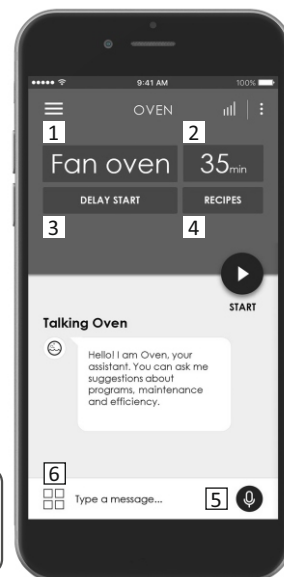 9:41 AM 100%
OVEN
1 2
Fan oven 35min
DELAY START RECIPES
3 4
START
Talking Oven
Hello! I am Oven, your
assistant. You can ask me
suggestions about
programs, maintenance
and efficiency.
6
Type a message... 5